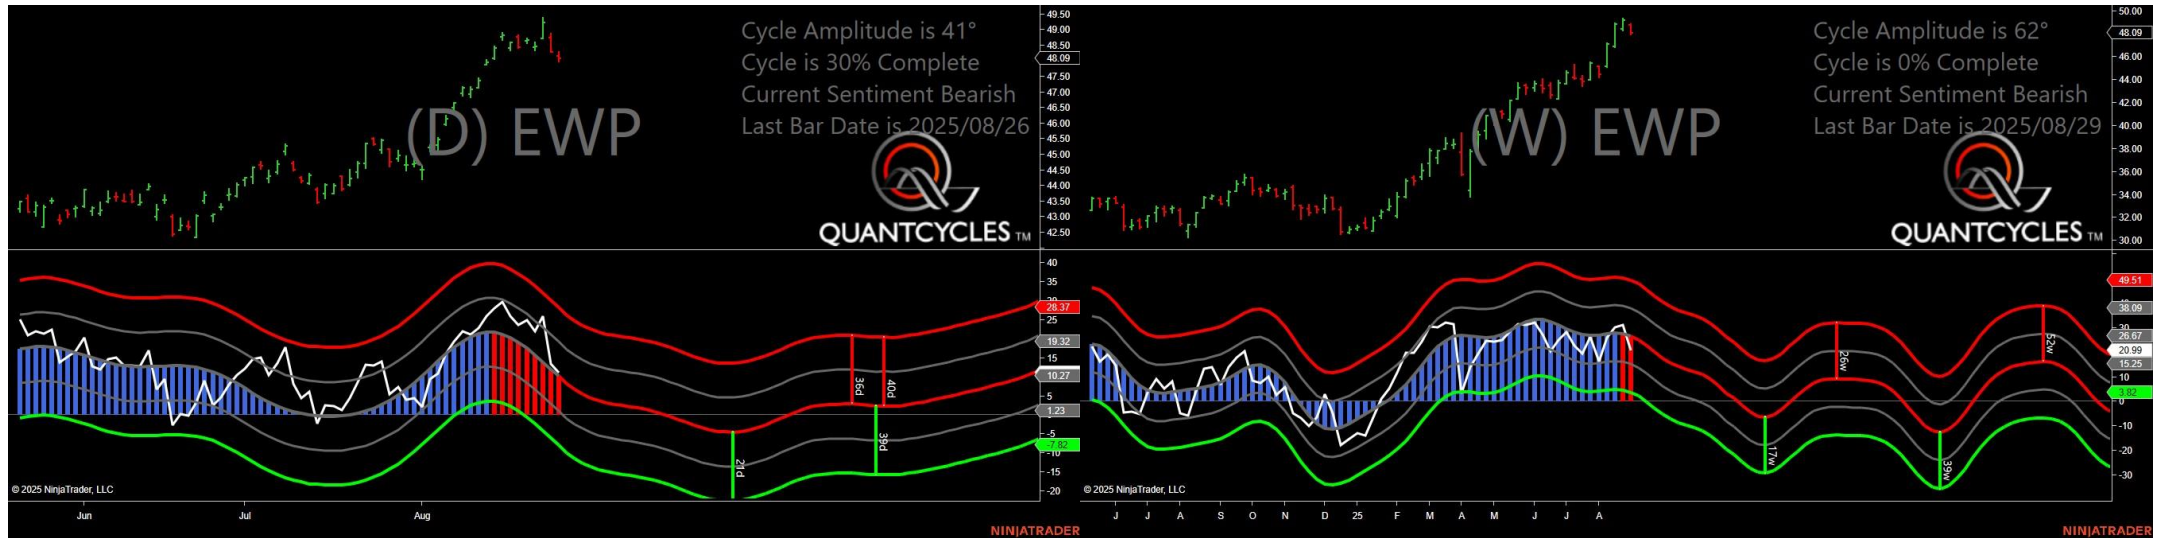 Cycle Amplitude is 41°
Cycle is 30% Complete
Current Sentiment Bearish
Last Bar Date is 2025/08/26
(D) EWP
QUANTCYCLES TM
49.50
49.00
48.50
48.09
47.50
47.00
46.50
46.00
45.50
45.00
44.50
44.00
43.50
43.00
42.50
40
35
28.37
25
19.32
15
10.27
5
1.23
-5
-7.82
-10
-15
-20
21d
36d
40d
39d
© 2025 NinjaTrader, LLC
Jun Jul Aug
NINJATRADER
Cycle Amplitude is 62°
Cycle is 0% Complete
Current Sentiment Bearish
Last Bar Date is 2025/08/29
(W) EWP
QUANTCYCLES TM
50.00
48.09
46.00
44.00
42.00
40.00
38.00
36.00
34.00
32.00
30.00
49.51
38.09
30
26.67
20.99
15.25
10
3.82
0
-10
-20
-30
17w
26w
39w
52w
© 2025 NinjaTrader, LLC
J J A S O N D 25 F M A M J J A
NINJATRADER